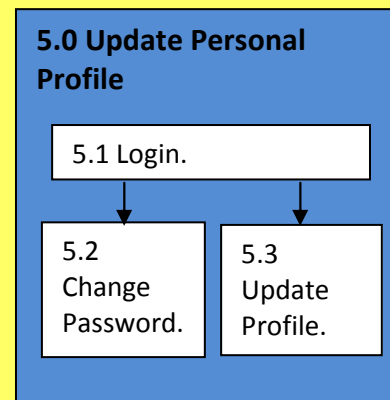 5.0 Update Personal
Profile
5.1 Login.
5.2
Change
Password.
5.3
Update
Profile.